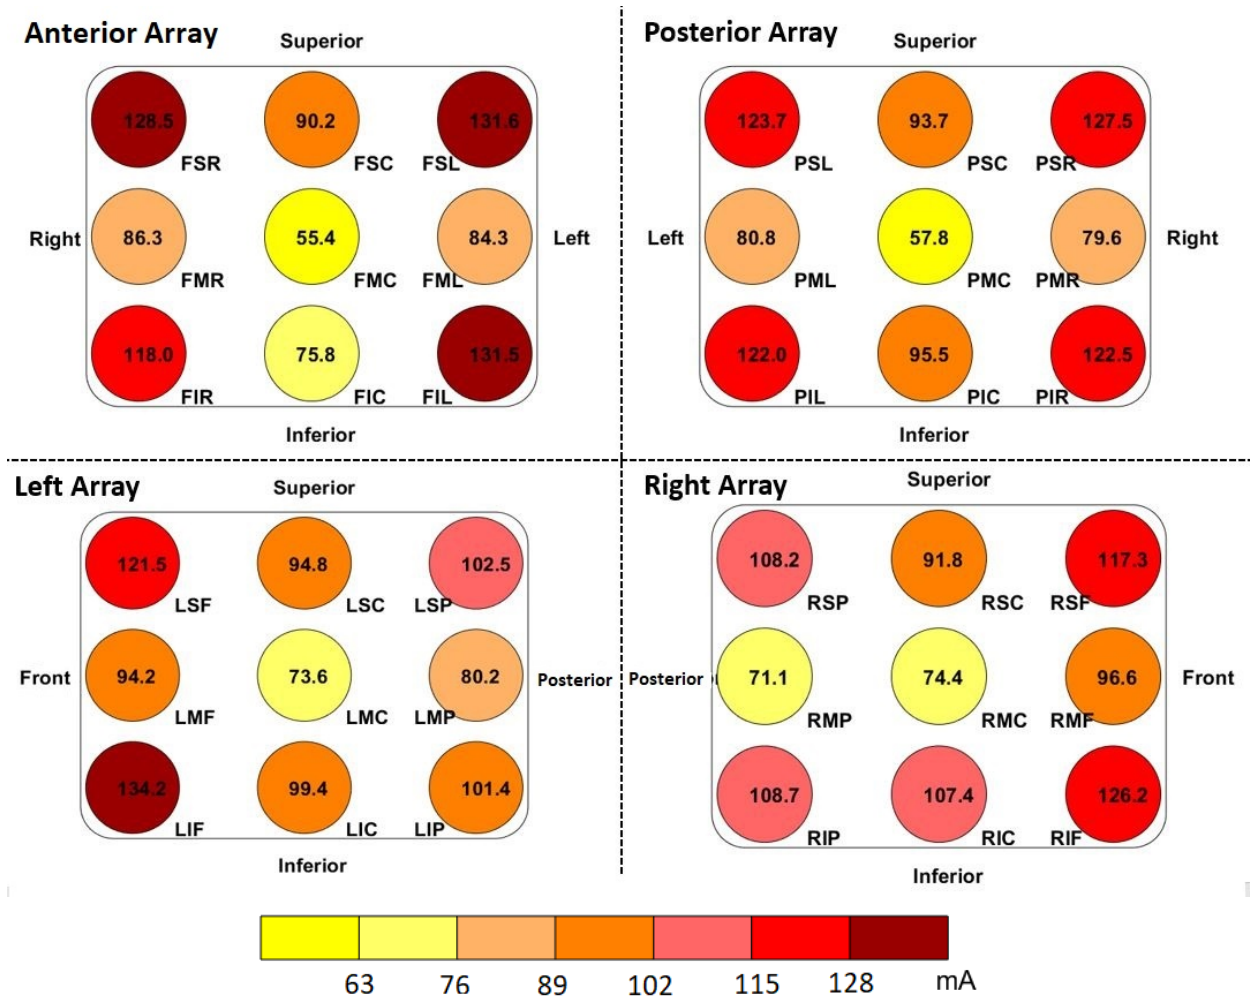 Anterior Array
Superior
128.5 90.2 131.6
FSR FSC FSL
Right 86.3 55.4 84.3 Left
FMR FMC FML
118.0 75.8 131.5
FIR FIC FIL
Inferior
Posterior Array
Superior
123.7 93.7 127.5
PSL PSC PSR
Left 80.8 57.8 79.6 Right
PML PMC PMR
122.0 95.5 122.5
PIL PIC PIR
Inferior
Left Array
Superior
121.5 94.8 102.5
LSF LSC LSP
Front 94.2 73.6 80.2 Posterior
LMF LMC LMP
134.2 99.4 101.4
LIF LIC LIP
Inferior
Right Array
Superior
108.2 91.8 117.3
RSP RSC RSF
Posterior 71.1 74.4 96.6 Front
RMP RMC RMF
108.7 107.4 126.2
RIP RIC RIF
Inferior
63 76 89 102 115 128 mA